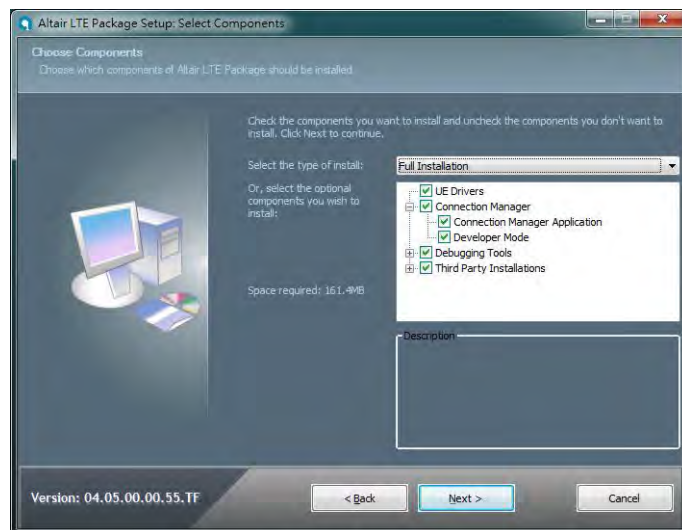 Altair LTE Package Setup: Select Components
Choose Components
Choose which components of Altair LTE Package should be installed.
Check the components you want to install and uncheck the components you don't want to
install. Click Next to continue.
Select the type of install:
Full Installation
Or, select the optional
components you wish to
install:
UE Drivers
Connection Manager
Connection Manager Application
Developer Mode
Debugging Tools
Third Party Installations
Space required: 161.4MB
Description
Version: 04.05.00.00.55.TF
< Back
Next >
Cancel